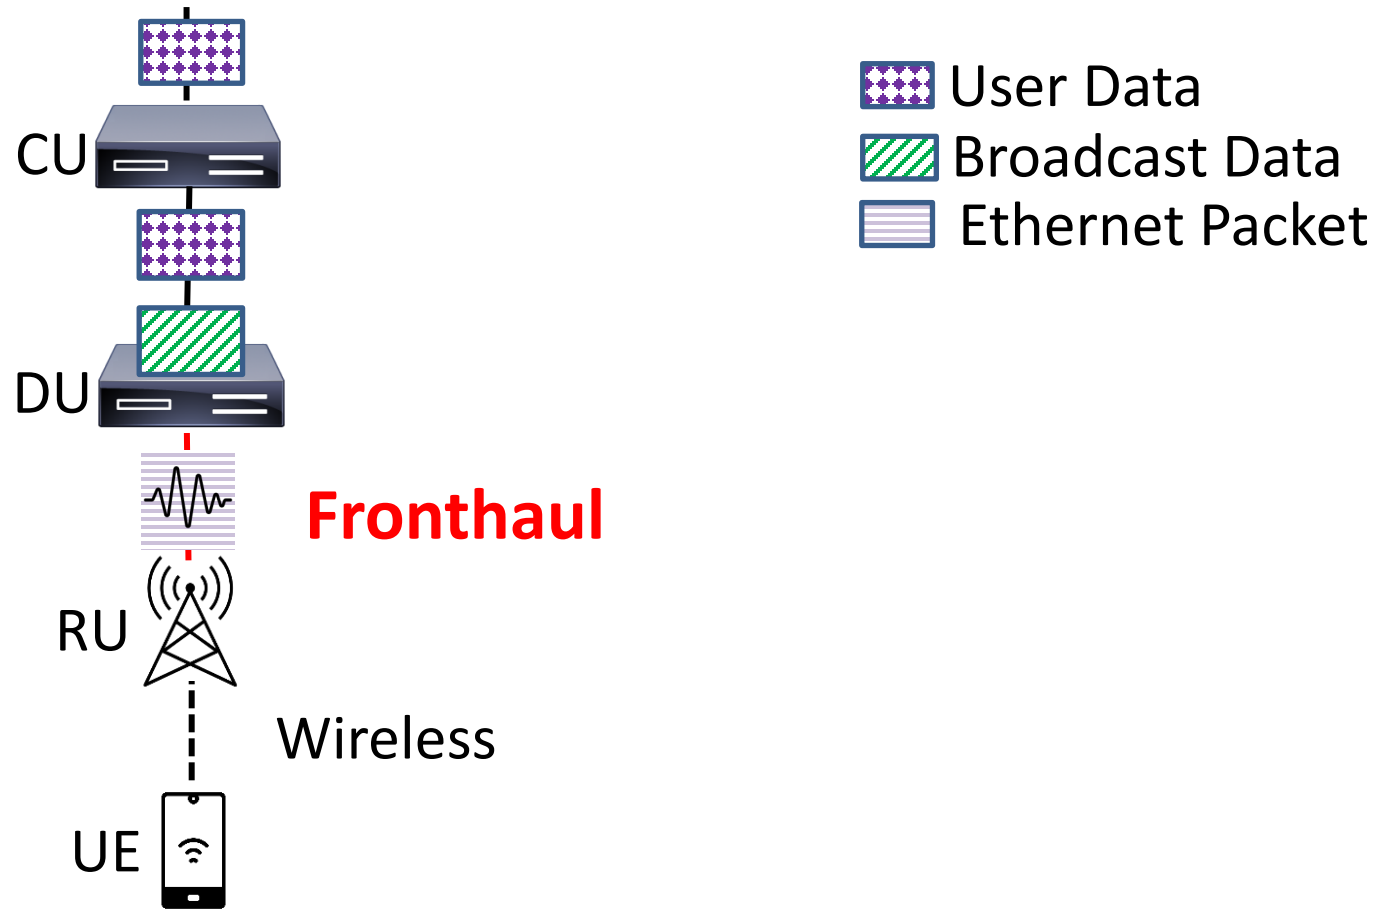 CU
User Data
Broadcast Data
Ethernet Packet
DU
Fronthaul
RU
Wireless
UE